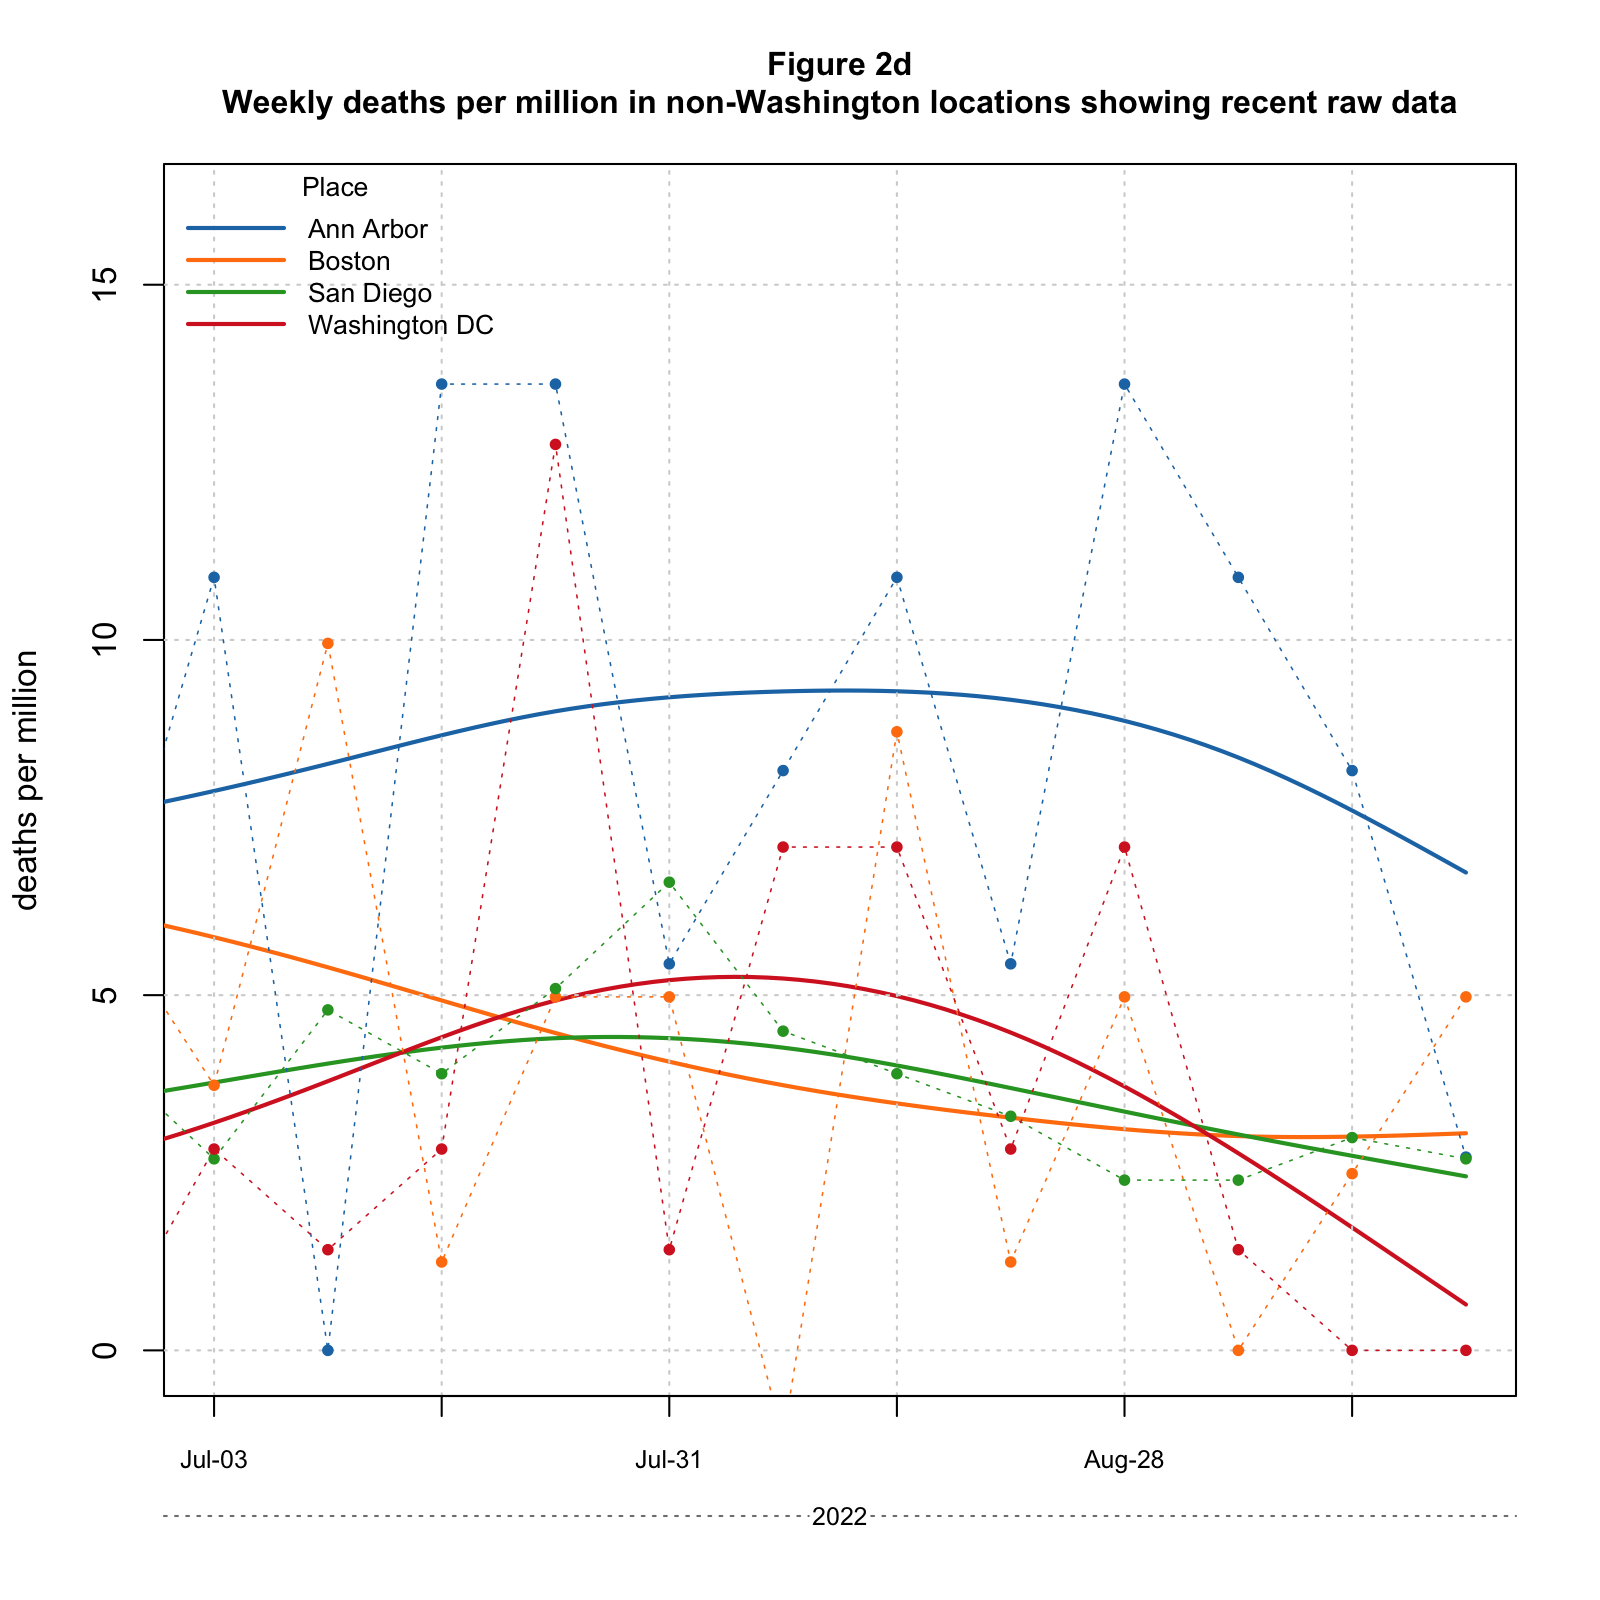 Figure 2d
Weekly deaths per million in non-Washington locations showing recent raw data
Place
Ann Arbor
Boston
San Diego
Washington DC
15
10
5
0
deaths per million
Jul-03
Jul-31
Aug-28
2022